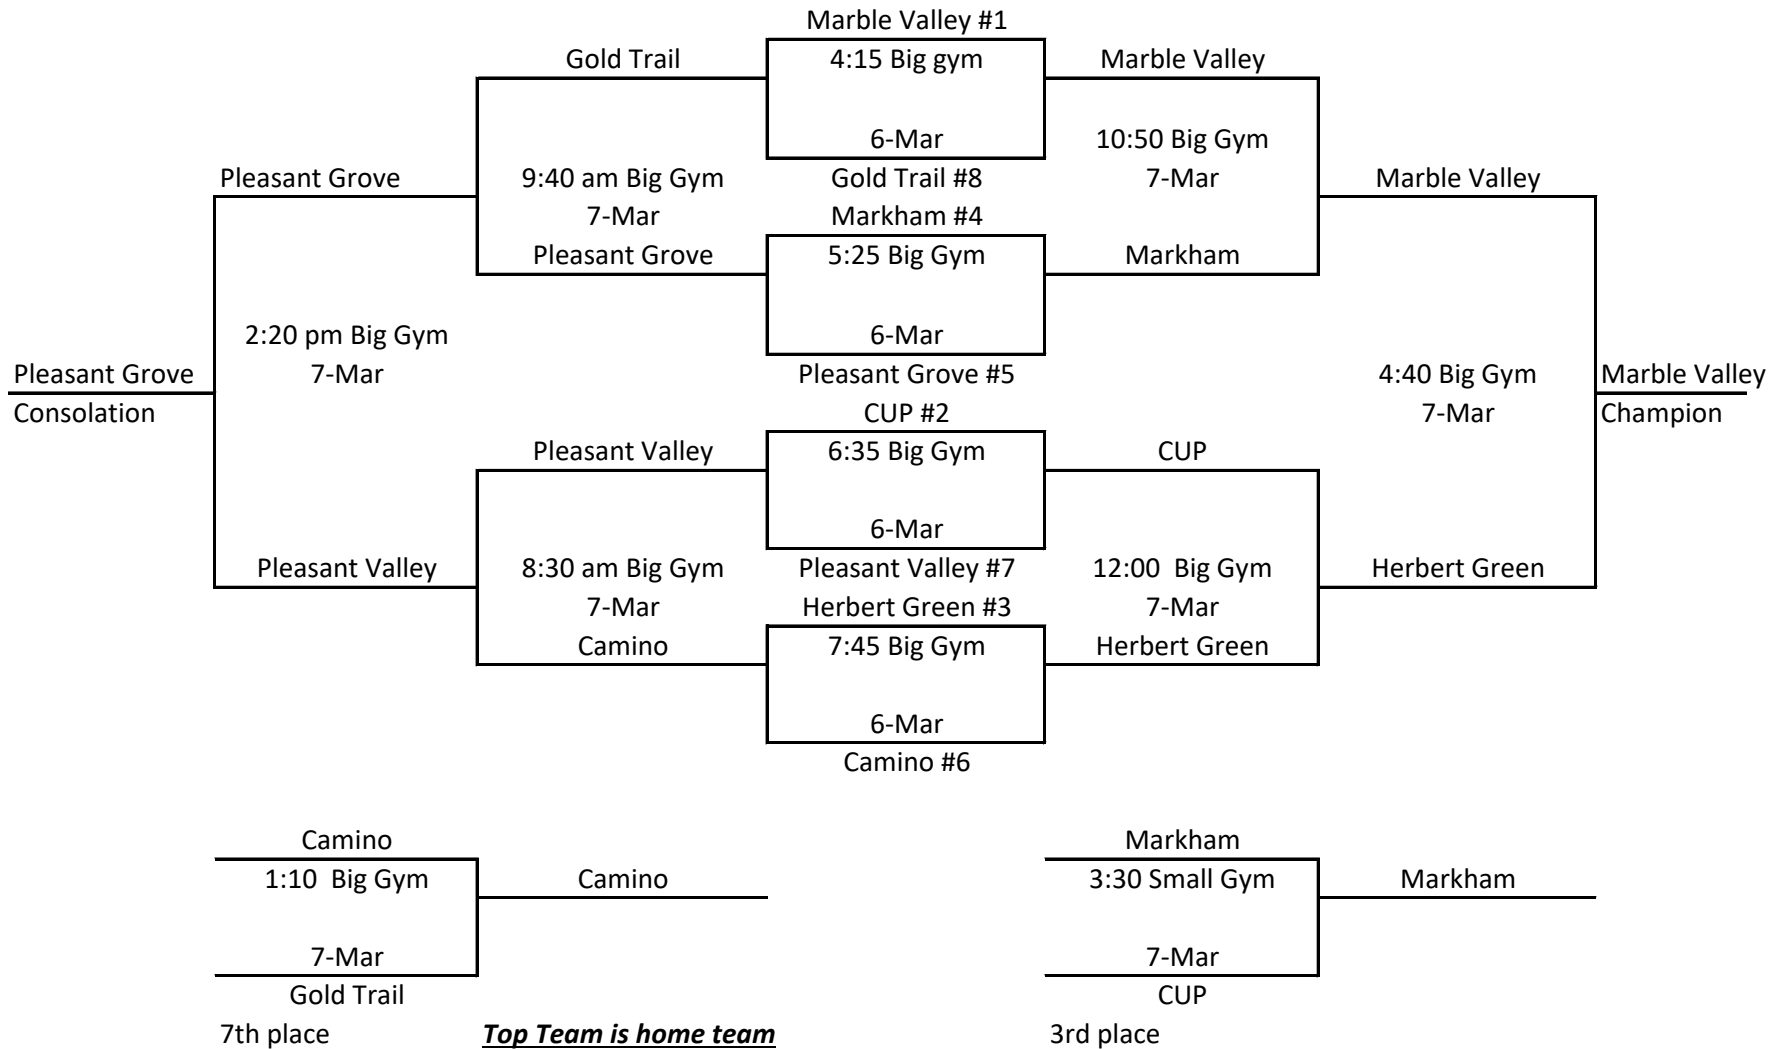 Marble Valley #1
Gold Trail
4:15 Big gym
Marble Valley
6-Mar
10:50 Big Gym
Pleasant Grove
9:40 am Big Gym
Gold Trail #8
7-Mar
Marble Valley
7-Mar
Markham #4
Pleasant Grove
5:25 Big Gym
Markham
2:20 pm Big Gym
6-Mar
Pleasant Grove
7-Mar
Pleasant Grove #5
4:40 Big Gym
Marble Valley
Consolation
CUP #2
7-Mar
Champion
Pleasant Valley
6:35 Big Gym
CUP
6-Mar
Pleasant Valley
8:30 am Big Gym
Pleasant Valley #7
12:00  Big Gym
Herbert Green
7-Mar
Herbert Green #3
7-Mar
Camino
7:45 Big Gym
Herbert Green
6-Mar
Camino #6
Camino
Markham
1:10  Big Gym
Camino
3:30 Small Gym
Markham
7-Mar
7-Mar
Gold Trail
CUP
7th place
Top Team is home team
3rd place